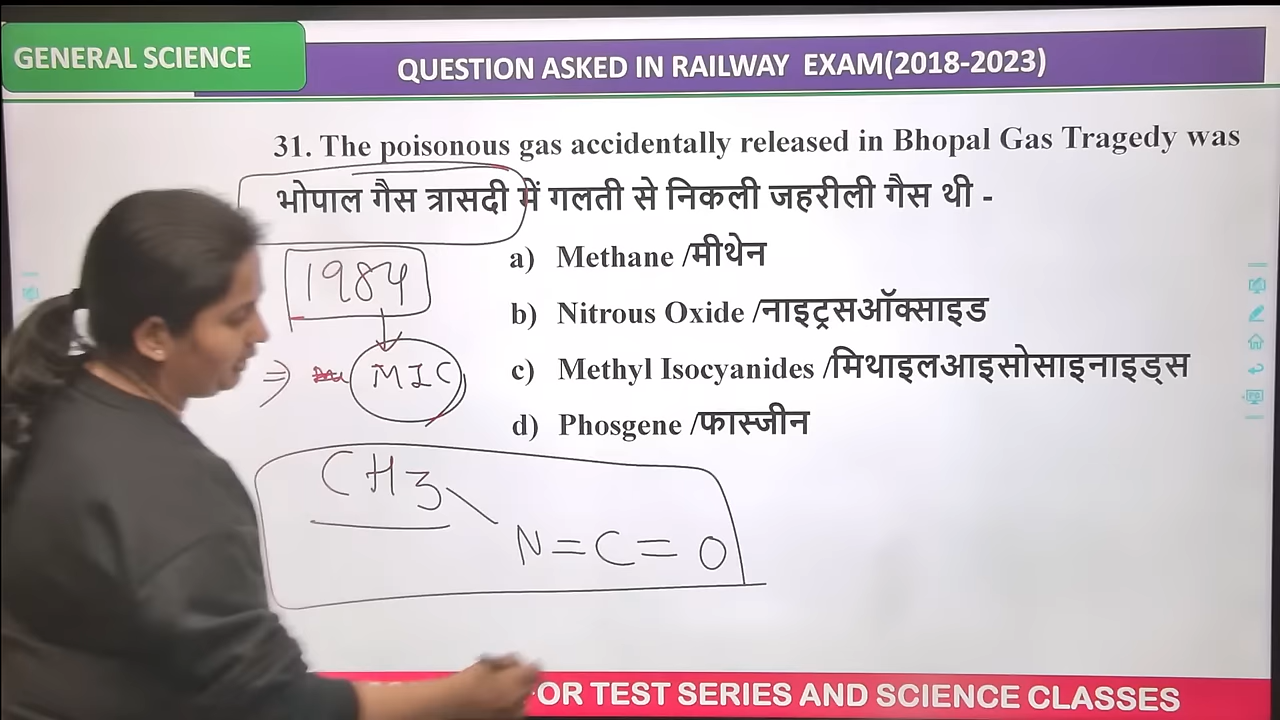 GENERAL SCIENCE
QUESTION ASKED IN RAILWAY EXAM(2018-2023)
31. The poisonous gas accidentally released in Bhopal Gas Tragedy was
भोपाल गैस त्रासदी में गलती से निकली जहरीली गैस थी -
1984
a) Methane /मीथेन
b) Nitrous Oxide /नाइट्रसऑक्साइड
⇒ MIC
c) Methyl Isocyanides /मिथाइलआइसोसाइनाइड्स
d) Phosgene /फास्जीन
CH3
N=C=O
OR TEST SERIES AND SCIENCE CLASSES